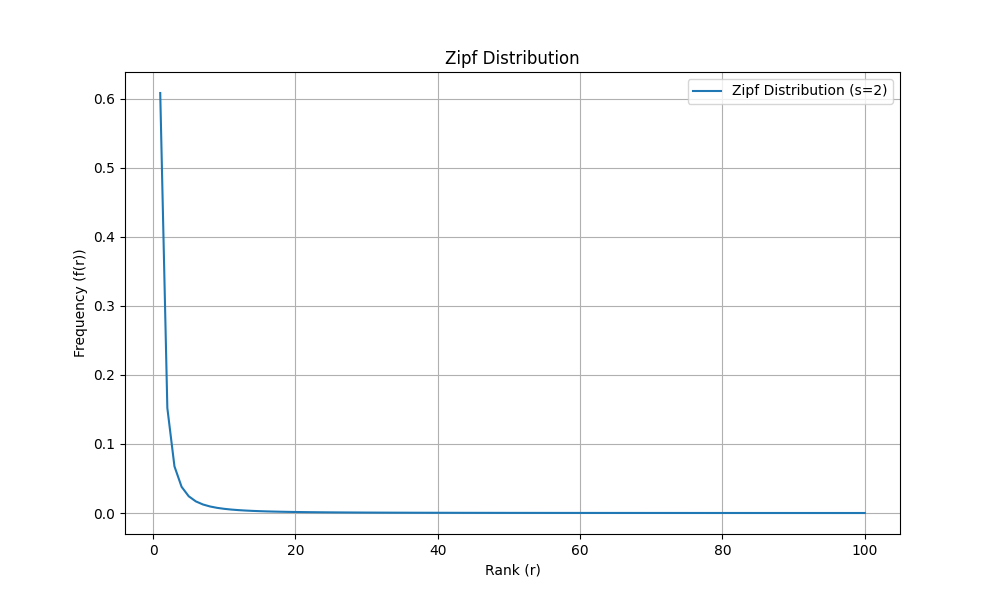 Zipf Distribution
Zipf Distribution (s=2)
Frequency (f(r))
0.6
0.5
0.4
0.3
0.2
0.1
0.0
0 20 40 60 80 100
Rank (r)